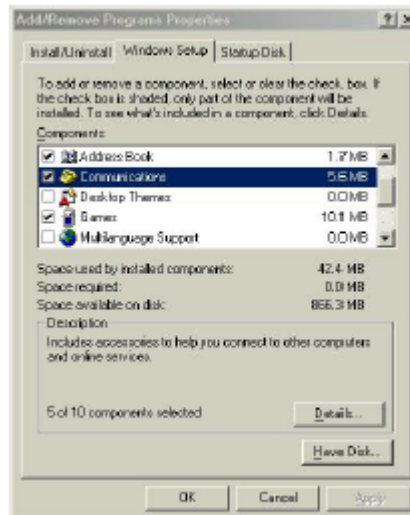 Add/Remove Programs Properties
Install/Uninstall Windows Setup Startup Disk
To add or remove a component, select or clear the check box. If
the check box is shaded, only part of the component will be
installed. To see what's included in a component, click Details.
Components:
Address Book 1.7 MB
Communications 5.6 MB
Desktop Themes 0.0 MB
Games 10.1 MB
Multilanguage Support 0.0 MB
Space used by installed components: 42.4 MB
Space required: 0.0 MB
Space available on disk: 866.3 MB
Description
Includes accessories to help you connect to other computers
and online services.
5 of 10 components selected Details...
Have Disk...
OK Cancel Apply